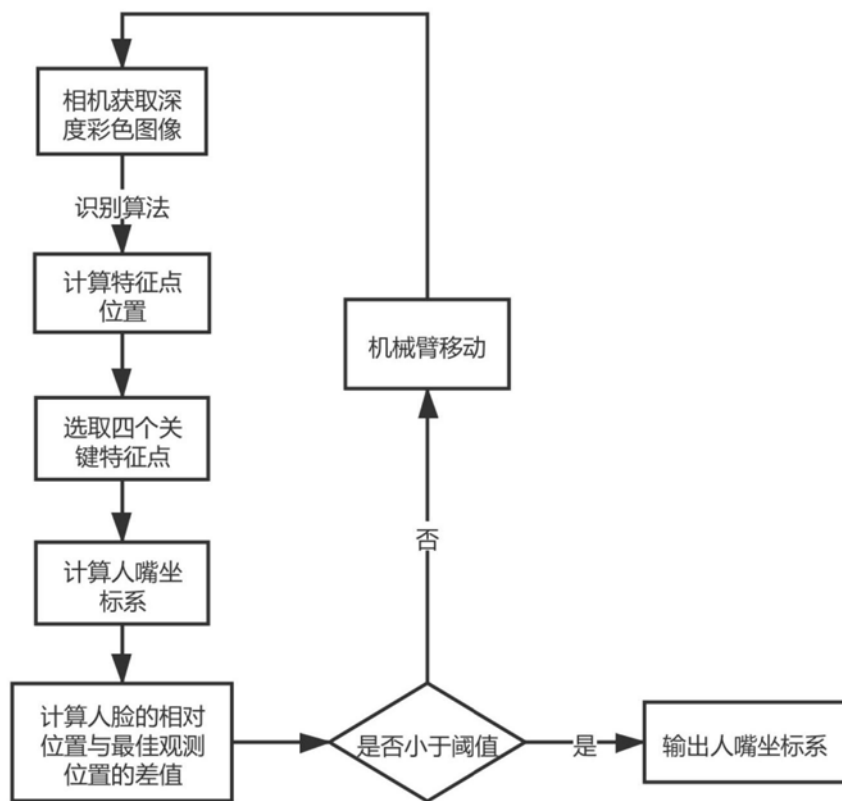 相机获取深
度彩色图像
识别算法
计算特征点
位置
机械臂移动
选取四个关
键特征点
否
计算人嘴坐
标系
计算人脸的相对
位置与最佳观测
位置的差值
是否小于阈值
是
输出人嘴坐标系